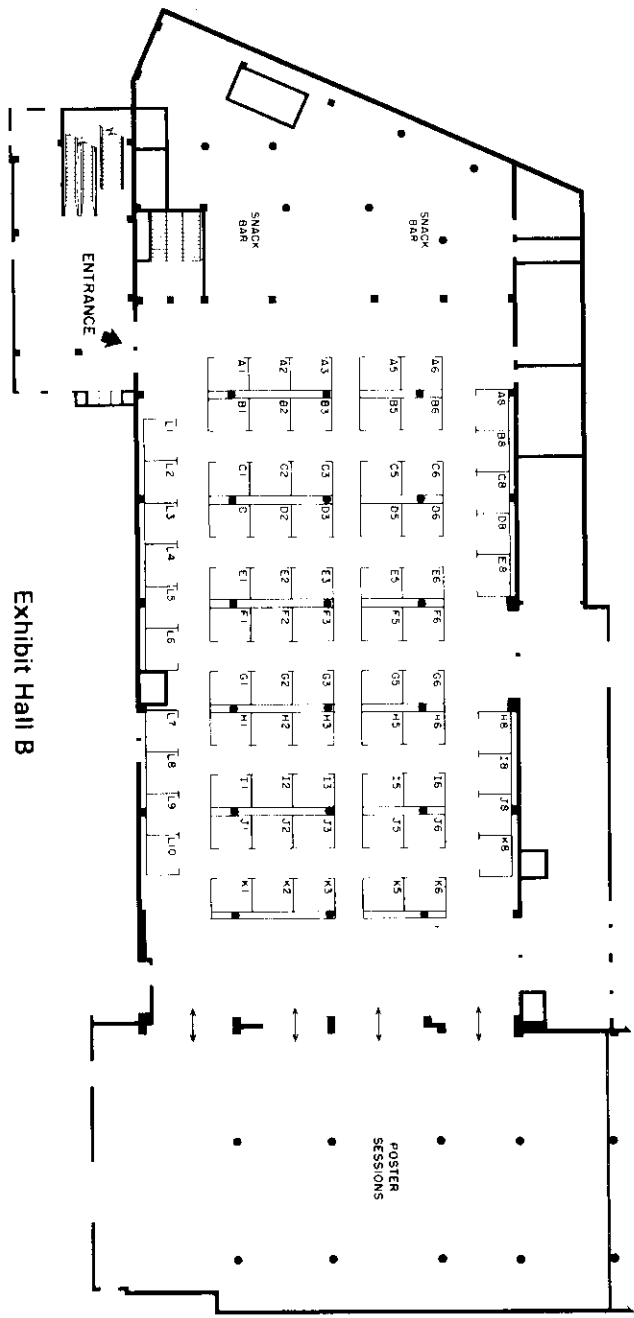 A8 B8 C8 D8 E8 H8 I8 J8 K8
A6 B6 C6 D6 E6 F6 G6 H6 I6 J6 K6
SNACK
BAR
A5 B5 C5 D5 E5 F5 G5 H5 I5 J5 K5
POSTER
SESSIONS
A3 B3 C3 D3 E3 F3 G3 H3 I3 J3 K3
A2 B2 C2 D2 E2 F2 G2 H2 I2 J2 K2
SNACK
BAR
A1 B1 C1 D E1 F1 G1 H1 I1 J1 K1
L1 L2 L3 L4 L5 L6 L7 L8 L9 L10
ENTRANCE
Exhibit Hall B